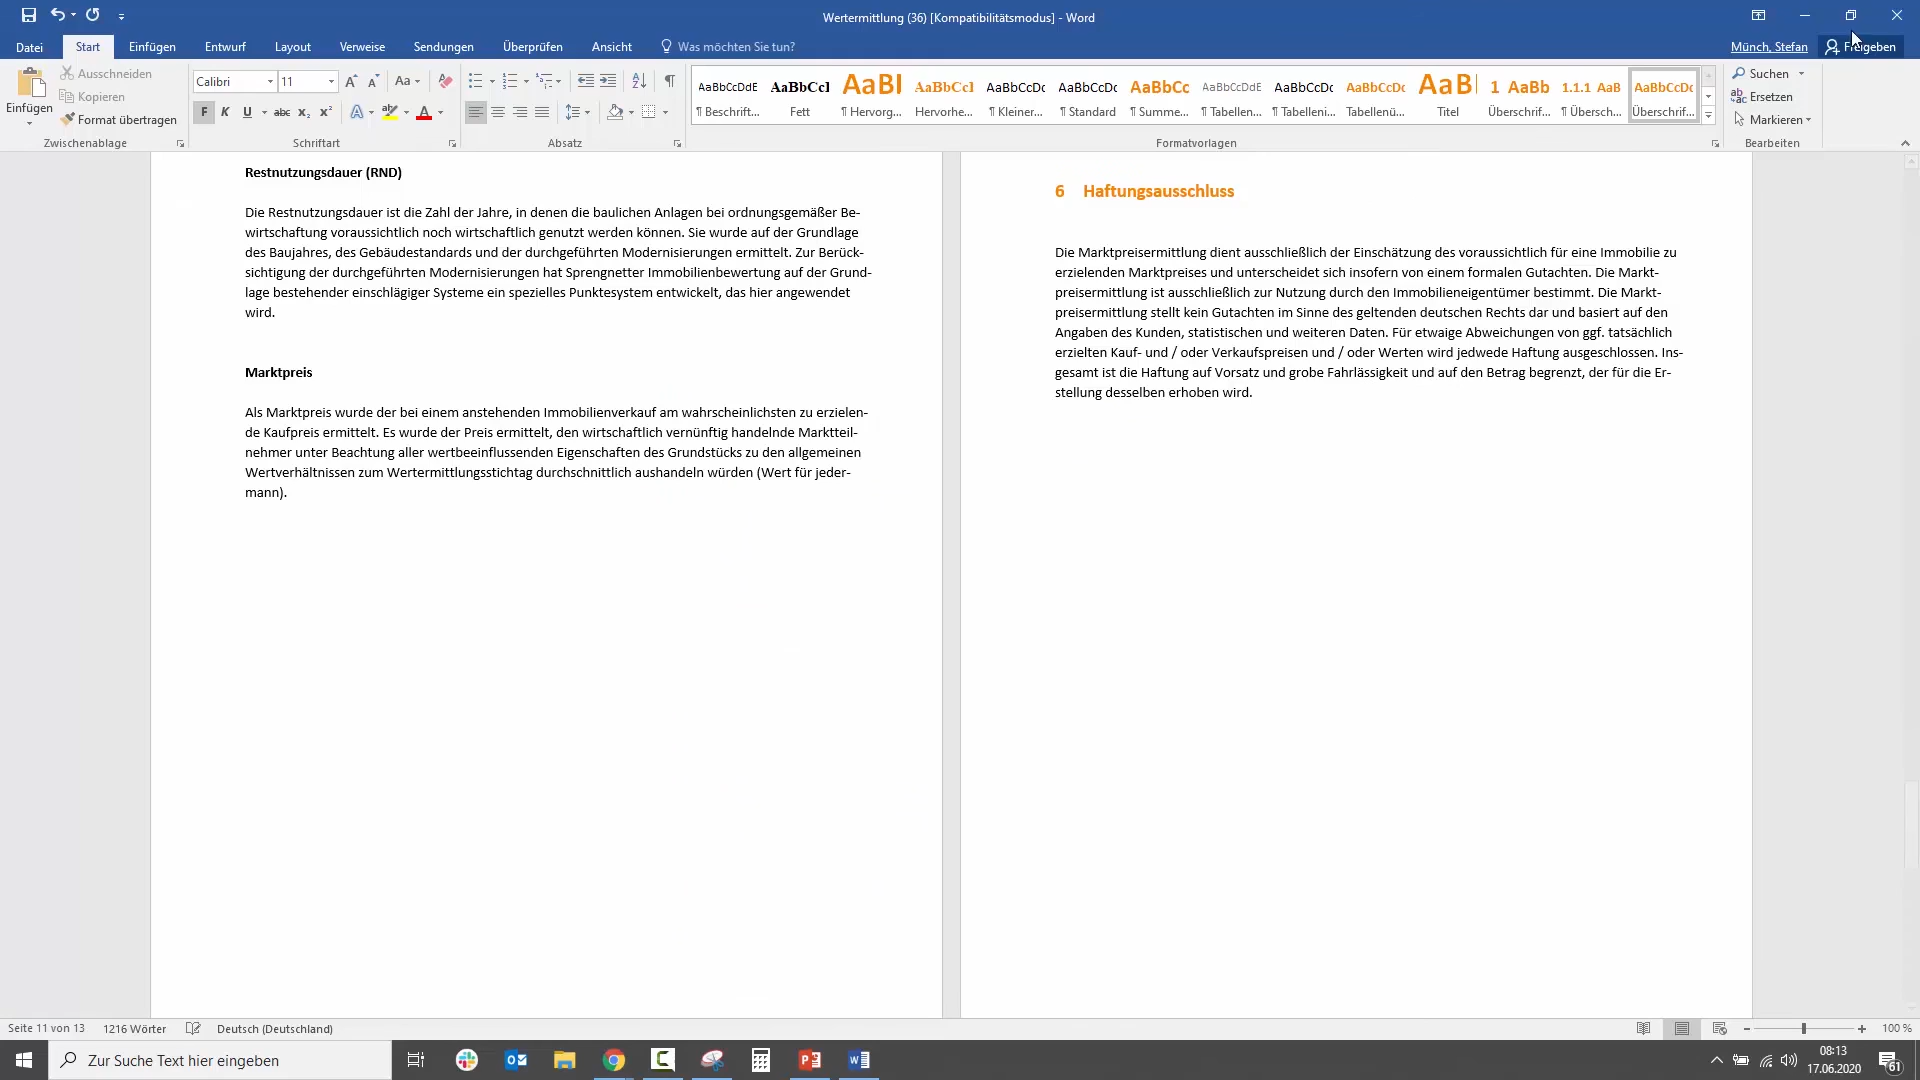 Wertermittlung (36) [Kompatibilitätsmodus] - Word
Datei Start Einfügen Entwurf Layout Verweise Sendungen Überprüfen Ansicht Was möchten Sie tun? Münch, Stefan Freigeben
Einfügen
Ausschneiden
Kopieren
Format übertragen
Zwischenablage
Calibri 11
Aa
F K U abc x₂ x² A ab A
Schriftart
Absatz
AaBbCcDdE AaBbCcI AaBl AaBbCcI AaBbCcDc AaBbCcDc AaBbCc AaBbCcDdE AaBbCcDc AaBbCcDc AaBl 1 AaBb 1.1.1 AaB AaBbCcDc
¶ Beschrift... Fett ¶ Hervorg... Hervorhe... ¶ Kleiner... ¶ Standard ¶ Summe... ¶ Tabellen... ¶ Tabelleni... Tabellenü... Titel Überschrif... ¶ Übersch... Überschrif...
Formatvorlagen
Suchen
Ersetzen
Markieren
Bearbeiten
Restnutzungsdauer (RND)
Die Restnutzungsdauer ist die Zahl der Jahre, in denen die baulichen Anlagen bei ordnungsgemäßer Be-
wirtschaftung voraussichtlich noch wirtschaftlich genutzt werden können. Sie wurde auf der Grundlage
des Baujahres, des Gebäudestandards und der durchgeführten Modernisierungen ermittelt. Zur Berück-
sichtigung der durchgeführten Modernisierungen hat Sprengnetter Immobilienbewertung auf der Grund-
lage bestehender einschlägiger Systeme ein spezielles Punktesystem entwickelt, das hier angewendet
wird.
Marktpreis
Als Marktpreis wurde der bei einem anstehenden Immobilienverkauf am wahrscheinlichsten zu erzielen-
de Kaufpreis ermittelt. Es wurde der Preis ermittelt, den wirtschaftlich vernünftig handelnde Marktteil-
nehmer unter Beachtung aller wertbeeinflussenden Eigenschaften des Grundstücks zu den allgemeinen
Wertverhältnissen zum Wertermittlungsstichtag durchschnittlich aushandeln würden (Wert für jeder-
mann).
6 Haftungsausschluss
Die Marktpreisermittlung dient ausschließlich der Einschätzung des voraussichtlich für eine Immobilie zu
erzielenden Marktpreises und unterscheidet sich insofern von einem formalen Gutachten. Die Markt-
preisermittlung ist ausschließlich zur Nutzung durch den Immobilieneigentümer bestimmt. Die Markt-
preisermittlung stellt kein Gutachten im Sinne des geltenden deutschen Rechts dar und basiert auf den
Angaben des Kunden, statistischen und weiteren Daten. Für etwaige Abweichungen von ggf. tatsächlich
erzielten Kauf- und / oder Verkaufspreisen und / oder Werten wird jedwede Haftung ausgeschlossen. Ins-
gesamt ist die Haftung auf Vorsatz und grobe Fahrlässigkeit und auf den Betrag begrenzt, der für die Er-
stellung desselben erhoben wird.
Seite 11 von 13 1216 Wörter Deutsch (Deutschland) 100 %
Zur Suche Text hier eingeben
08:13
17.06.2020
61